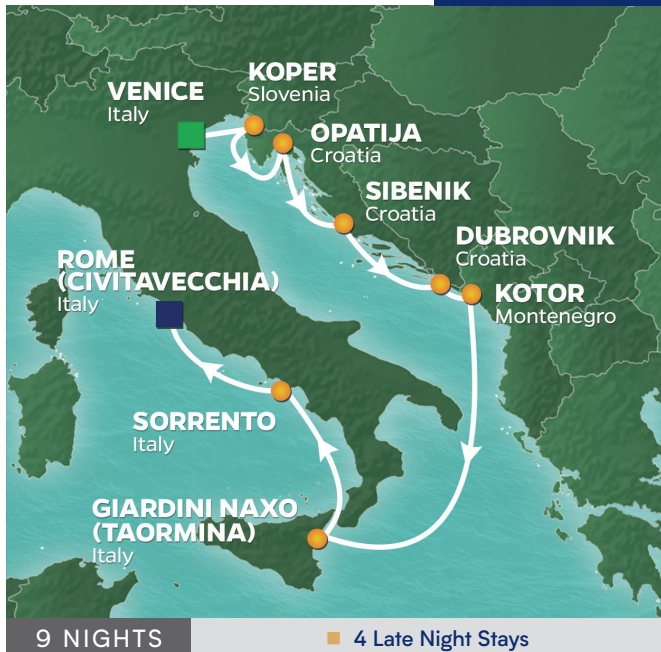 KOPER
Slovenia
VENICE
Italy
OPATIJA
Croatia
SIBENIK
Croatia
DUBROVNIK
Croatia
ROME
(CIVITAVECCHIA)
Italy
KOTOR
Montenegro
SORRENTO
Italy
GIARDINI NAXO
(TAORMINA)
Italy
9 NIGHTS
4 Late Night Stays